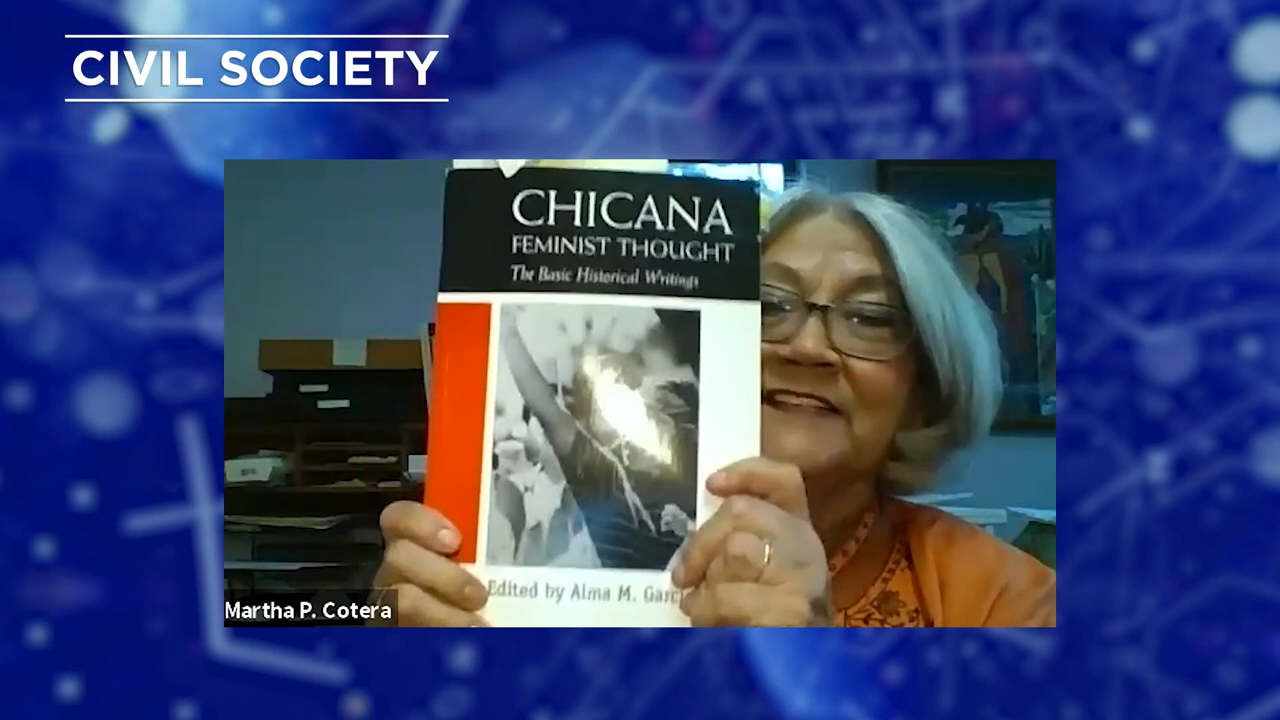 CIVIL SOCIETY
CHICANA
FEMINIST THOUGHT
The Basic Historical Writings
Edited by Alma M.
Martha P. Cotera